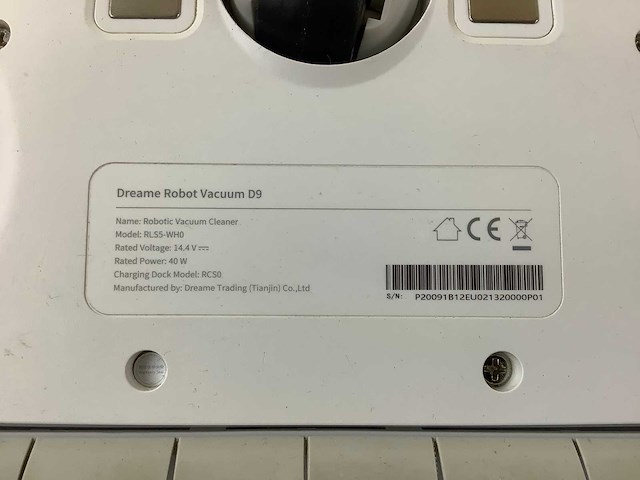 Dreame Robot Vacuum D9
Name: Robotic Vacuum Cleaner
Model: RLS5-WH0
Rated Voltage: 14.4 V ⎓
Rated Power: 40 W
Charging Dock Model: RCS0
Manufactured by: Dreame Trading (Tianjin) Co.,Ltd
CE
S/N: P20091B12EU021320000P01